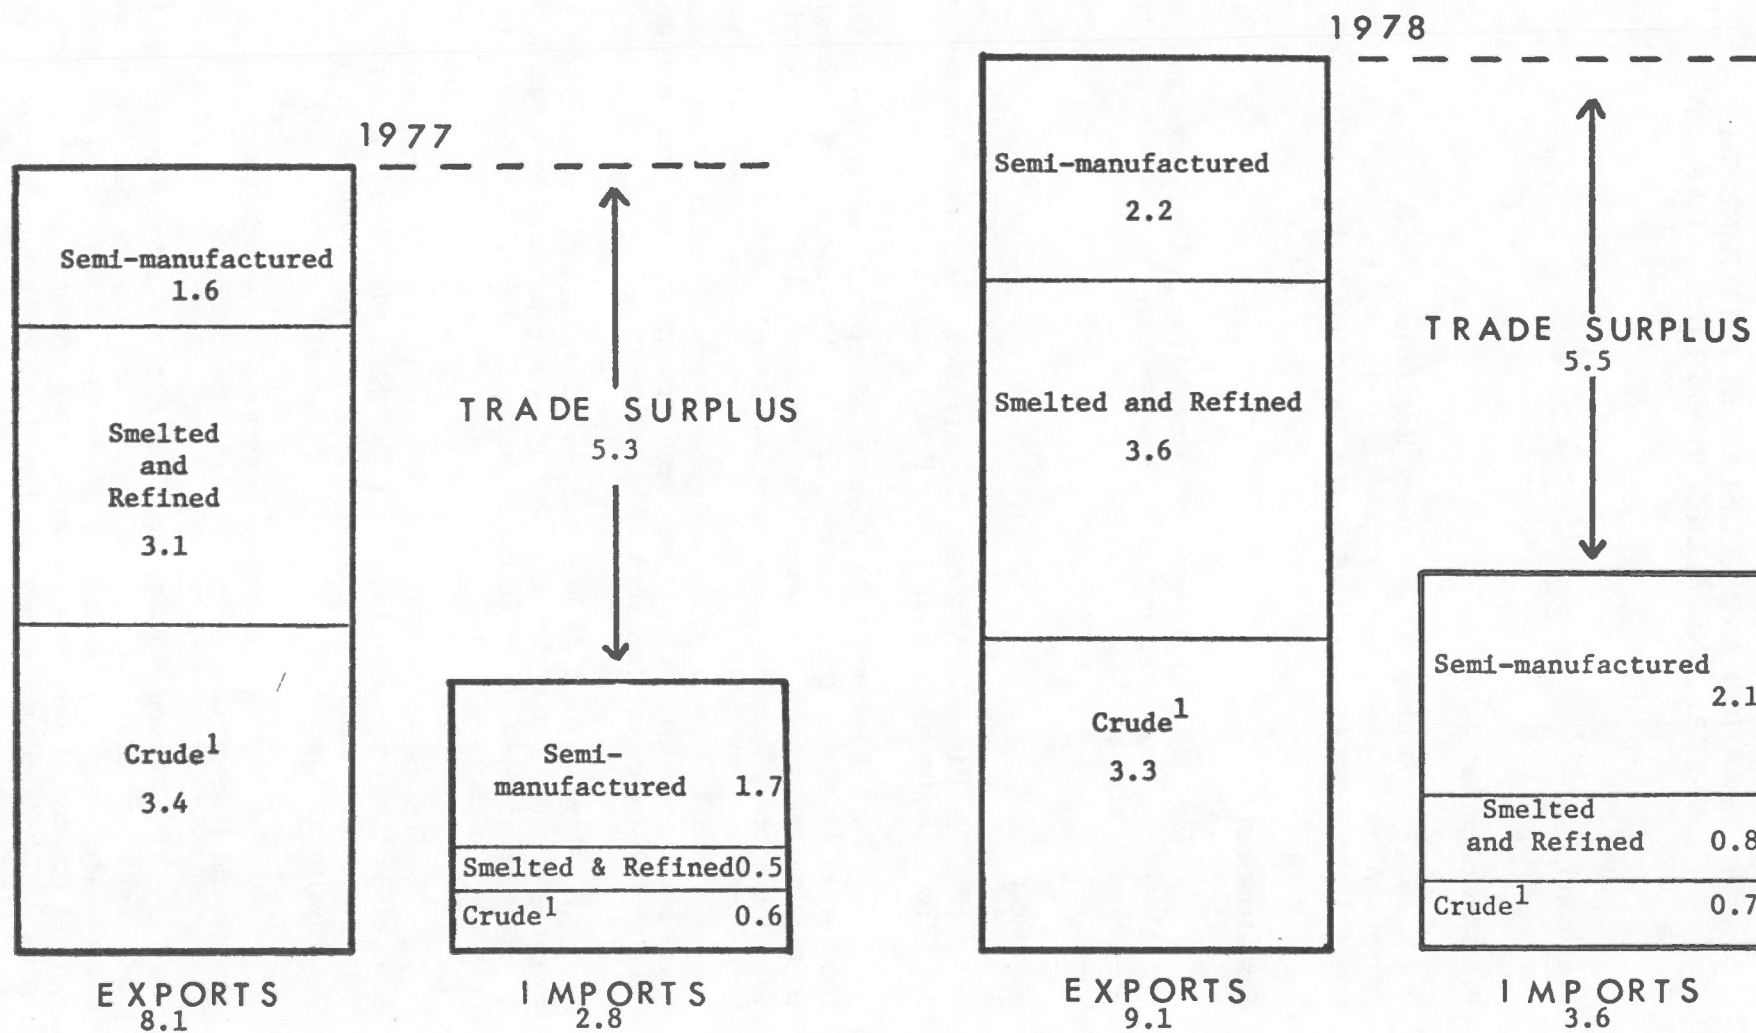 1977
Semi-manufactured
1.6
Smelted
and
Refined
3.1
Crude1
3.4
EXPORTS
8.1
TRADE SURPLUS
5.3
Semi-
manufactured 1.7
Smelted & Refined 0.5
Crude1 0.6
IMPORTS
2.8
1978
Semi-manufactured
2.2
Smelted and Refined
3.6
Crude1
3.3
EXPORTS
9.1
TRADE SURPLUS
5.5
Semi-manufactured
2.1
Smelted
and Refined 0.8
Crude1 0.7
IMPORTS
3.6